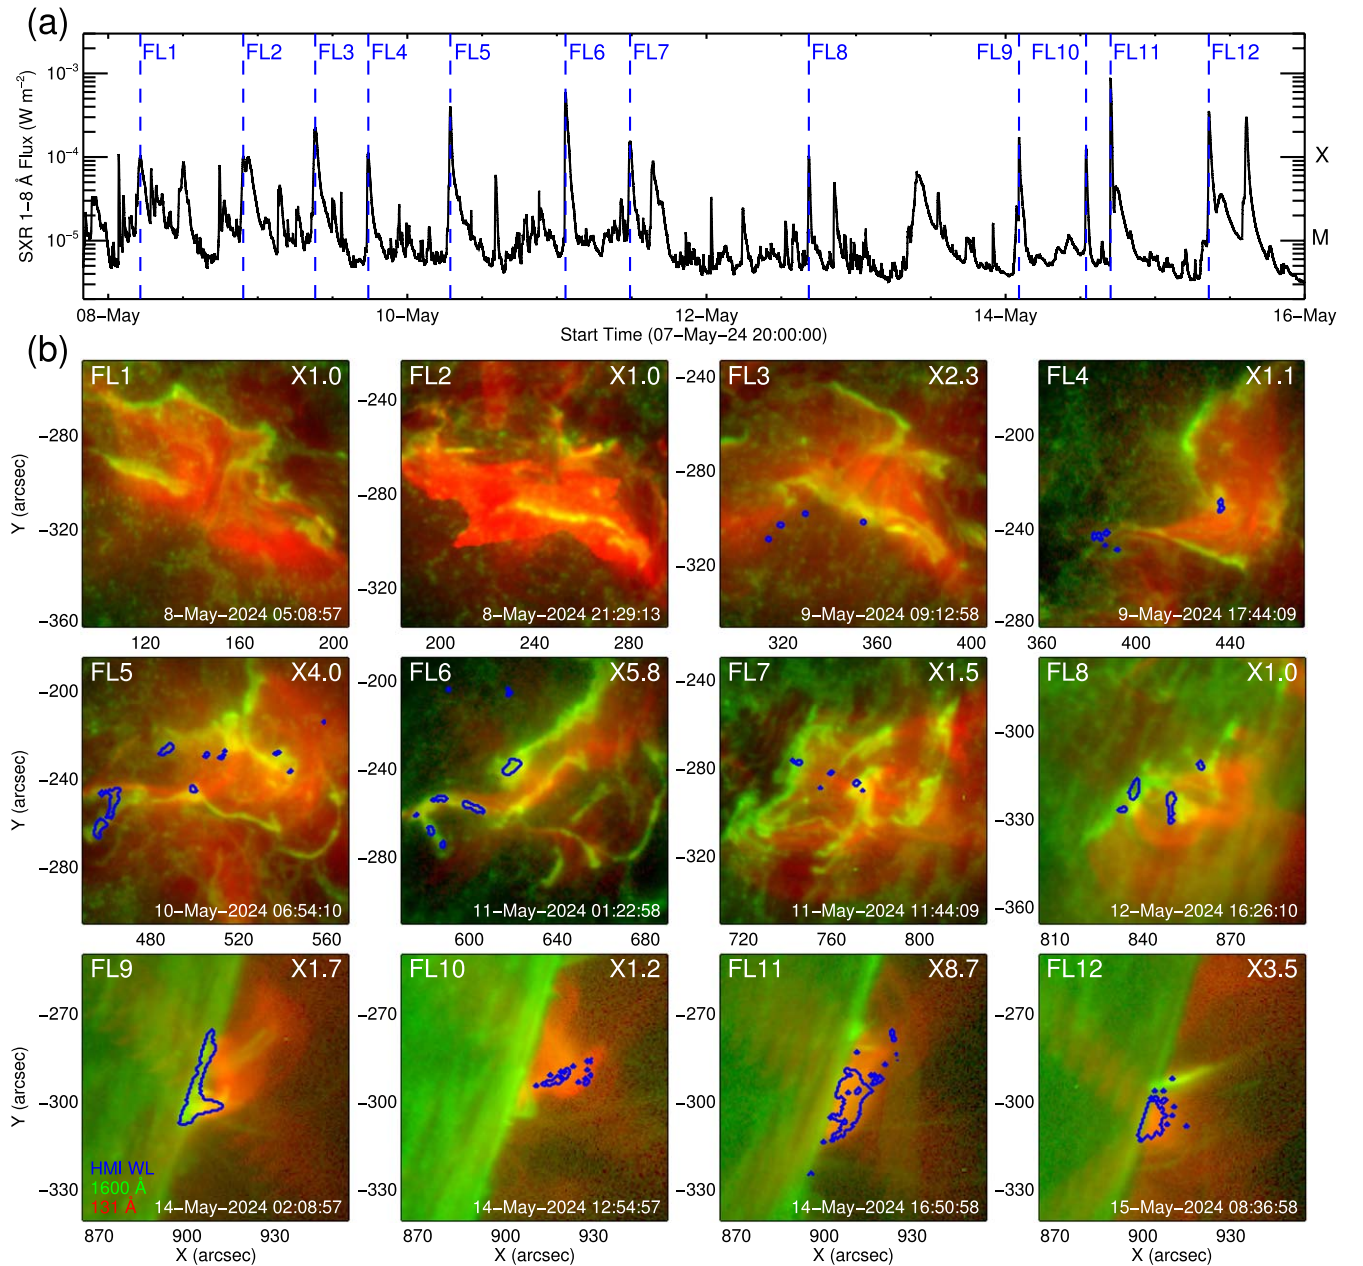 (a)
FL1 FL2 FL3 FL4 FL5 FL6 FL7 FL8 FL9 FL10 FL11 FL12
SXR 1−8 Å Flux (W m⁻²)
10⁻³
10⁻⁴ X
10⁻⁵ M
08−May 10−May 12−May 14−May 16−May
Start Time (07−May−24 20:00:00)
(b)
Y (arcsec)
FL1 X1.0
−280
−320
−360
8−May−2024 05:08:57
120 160 200
FL2 X1.0
−240
−280
−320
8−May−2024 21:29:13
200 240 280
FL3 X2.3
−240
−280
−320
9−May−2024 09:12:58
320 360 400
FL4 X1.1
−200
−240
−280
9−May−2024 17:44:09
360 400 440
Y (arcsec)
FL5 X4.0
−200
−240
−280
10−May−2024 06:54:10
480 520 560
FL6 X5.8
−200
−240
−280
11−May−2024 01:22:58
600 640 680
FL7 X1.5
−240
−280
−320
11−May−2024 11:44:09
720 760 800
FL8 X1.0
−300
−330
−360
12−May−2024 16:26:10
810 840 870
Y (arcsec)
FL9 X1.7
−270
−300
−330
HMI WL
1600 Å
131 Å
14−May−2024 02:08:57
870 900 930
X (arcsec)
FL10 X1.2
−270
−300
−330
14−May−2024 12:54:57
870 900 930
X (arcsec)
FL11 X8.7
−270
−300
−330
14−May−2024 16:50:58
870 900 930
X (arcsec)
FL12 X3.5
−270
−300
−330
15−May−2024 08:36:58
870 900 930
X (arcsec)